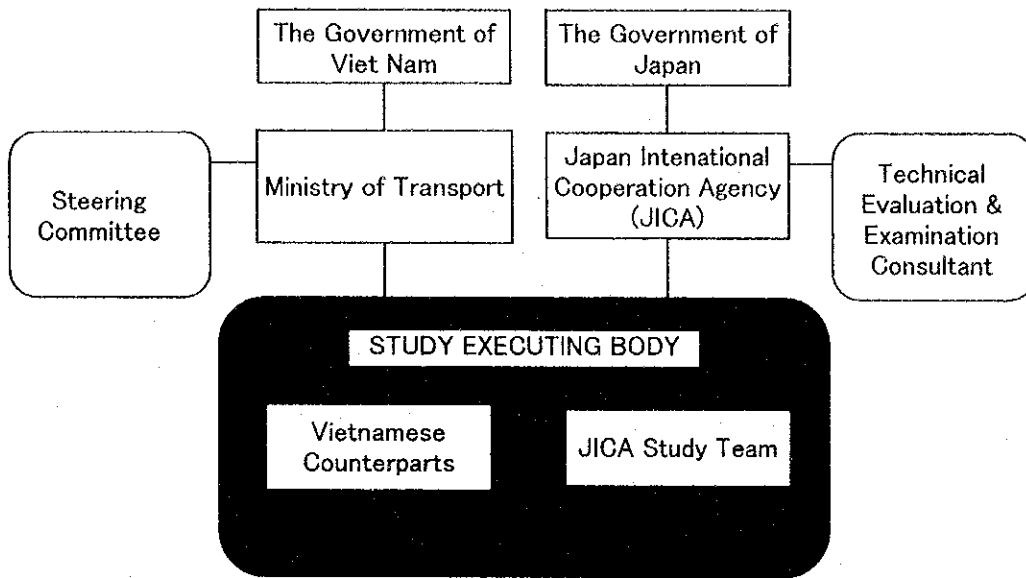 The Government of
Viet Nam
The Government of
Japan
Steering
Committee
Ministry of Transport
Japan Intenational
Cooperation Agency
(JICA)
Technical
Evaluation &
Examination
Consultant
STUDY EXECUTING BODY
Vietnamese
Counterparts
JICA Study Team